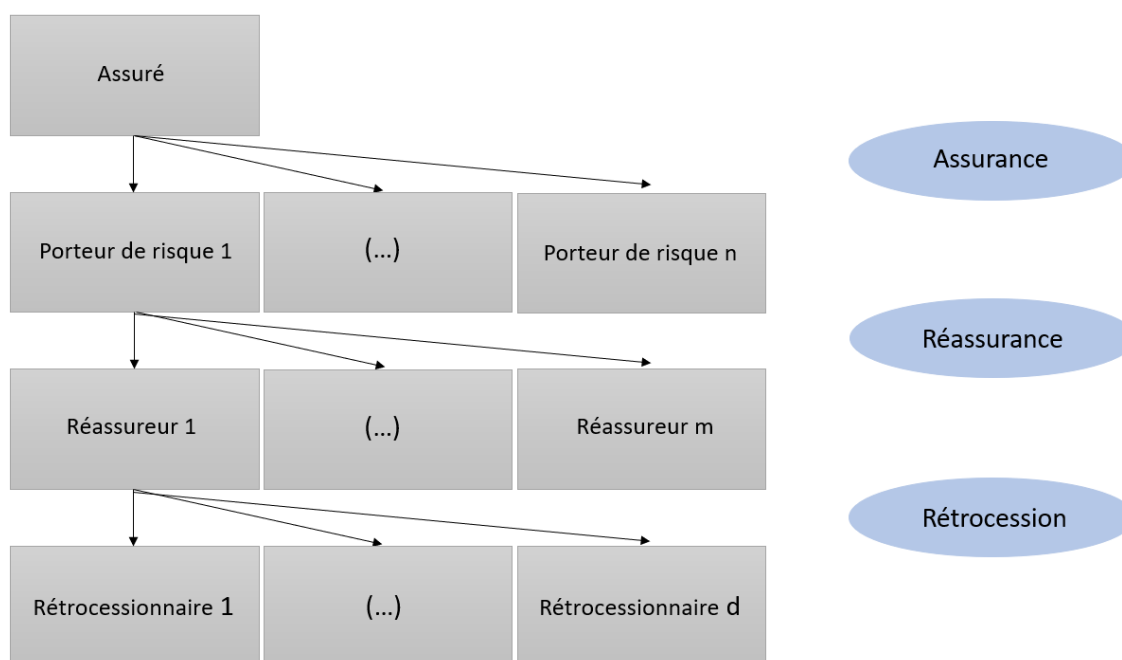 Assuré
Assurance
Porteur de risque 1
(...)
Porteur de risque n
Réassurance
Réassureur 1
(...)
Réassureur m
Rétrocession
Rétrocessionnaire 1
(...)
Rétrocessionnaire d